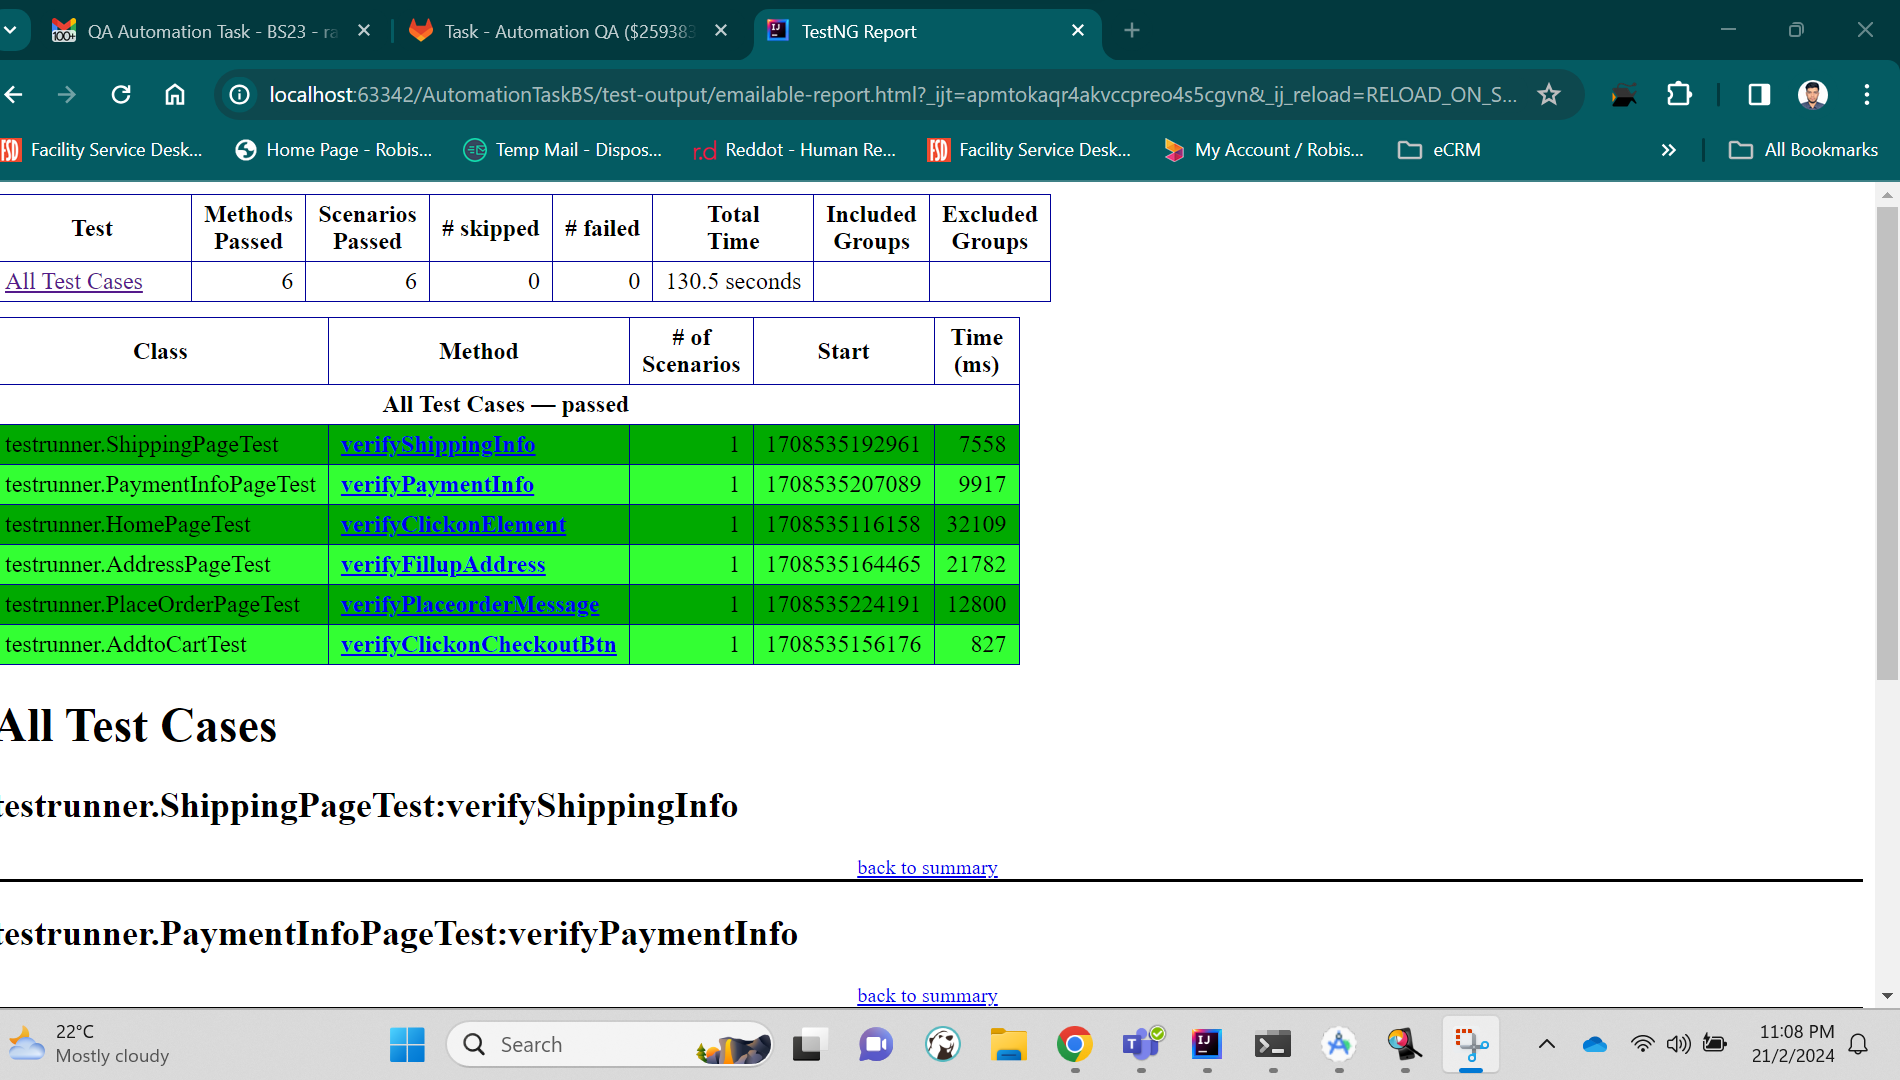 QA Automation Task - BS23 - ra
Task - Automation QA ($259383
TestNG Report
localhost:63342/AutomationTaskBS/test-output/emailable-report.html?_ijt=apmtokaqr4akvccpreo4s5cgvn&_ij_reload=RELOAD_ON_S...
Facility Service Desk...
Home Page - Robis...
Temp Mail - Dispos...
Reddot - Human Re...
Facility Service Desk...
My Account / Robis...
eCRM
All Bookmarks
Test Methods Passed Scenarios Passed # skipped # failed Total Time Included Groups Excluded Groups
All Test Cases 6 6 0 0 130.5 seconds
Class Method # of Scenarios Start Time (ms)
All Test Cases — passed
testrunner.ShippingPageTest verifyShippingInfo 1 1708535192961 7558
testrunner.PaymentInfoPageTest verifyPaymentInfo 1 1708535207089 9917
testrunner.HomePageTest verifyClickonElement 1 1708535116158 32109
testrunner.AddressPageTest verifyFillupAddress 1 1708535164465 21782
testrunner.PlaceOrderPageTest verifyPlaceorderMessage 1 1708535224191 12800
testrunner.AddtoCartTest verifyClickonCheckoutBtn 1 1708535156176 827
All Test Cases
testrunner.ShippingPageTest:verifyShippingInfo
back to summary
testrunner.PaymentInfoPageTest:verifyPaymentInfo
back to summary
22°C
Mostly cloudy
Search
11:08 PM
21/2/2024